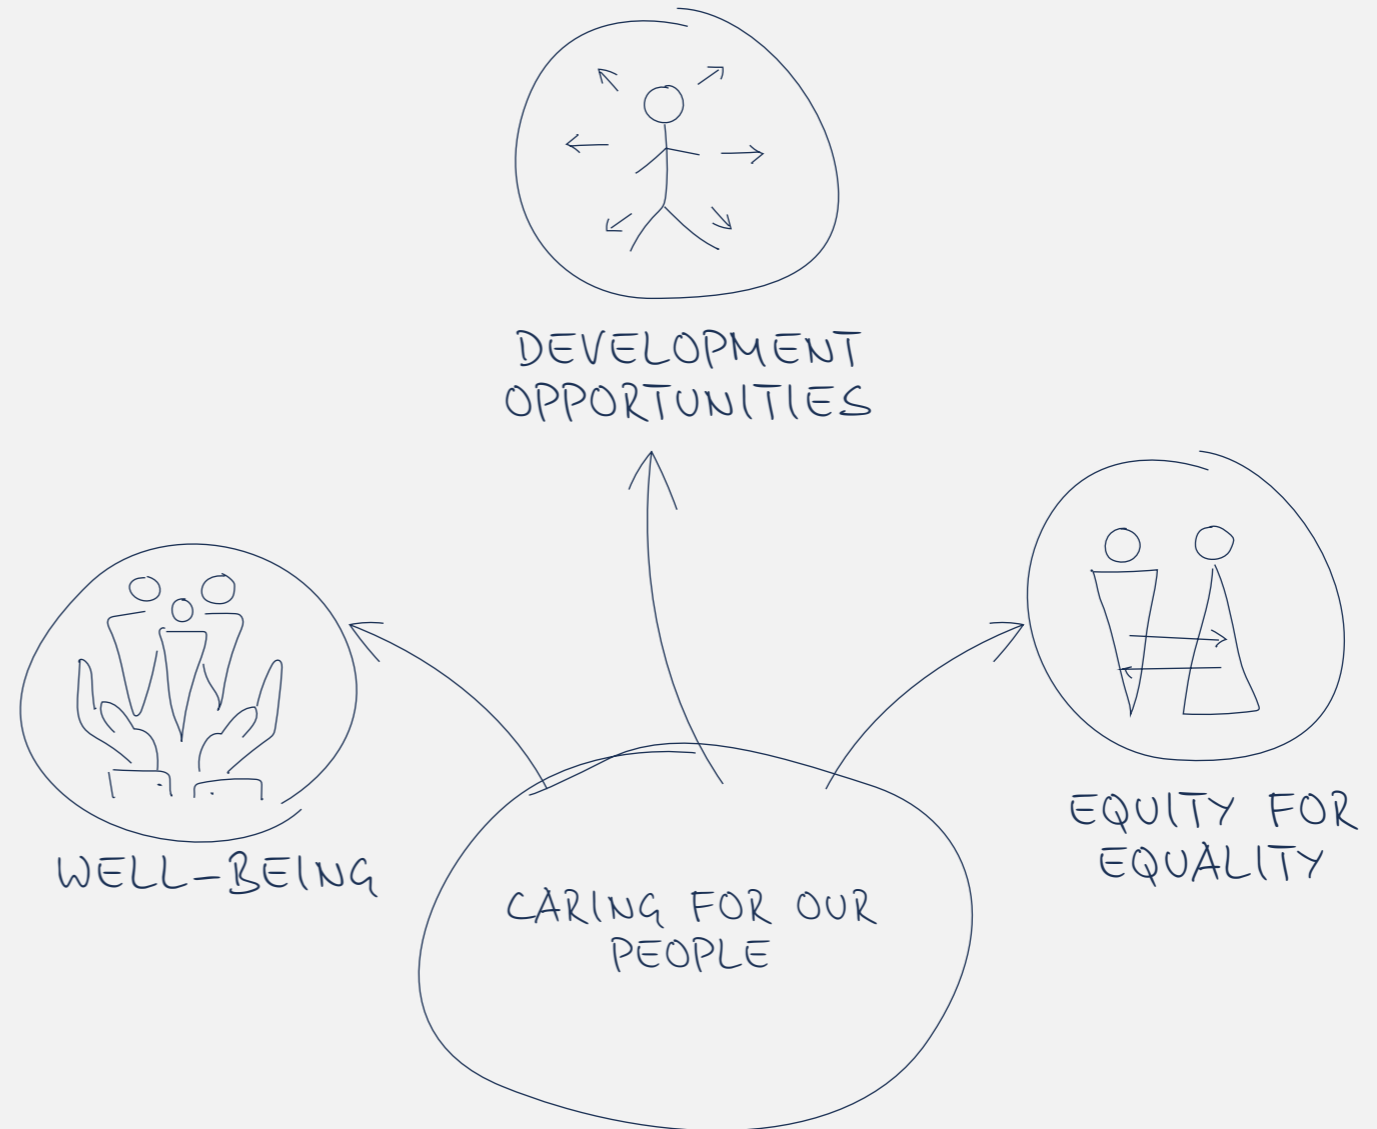 DEVELOPMENT
OPPORTUNITIES
WELL-BEING
EQUITY FOR
EQUALITY
CARING FOR OUR
PEOPLE